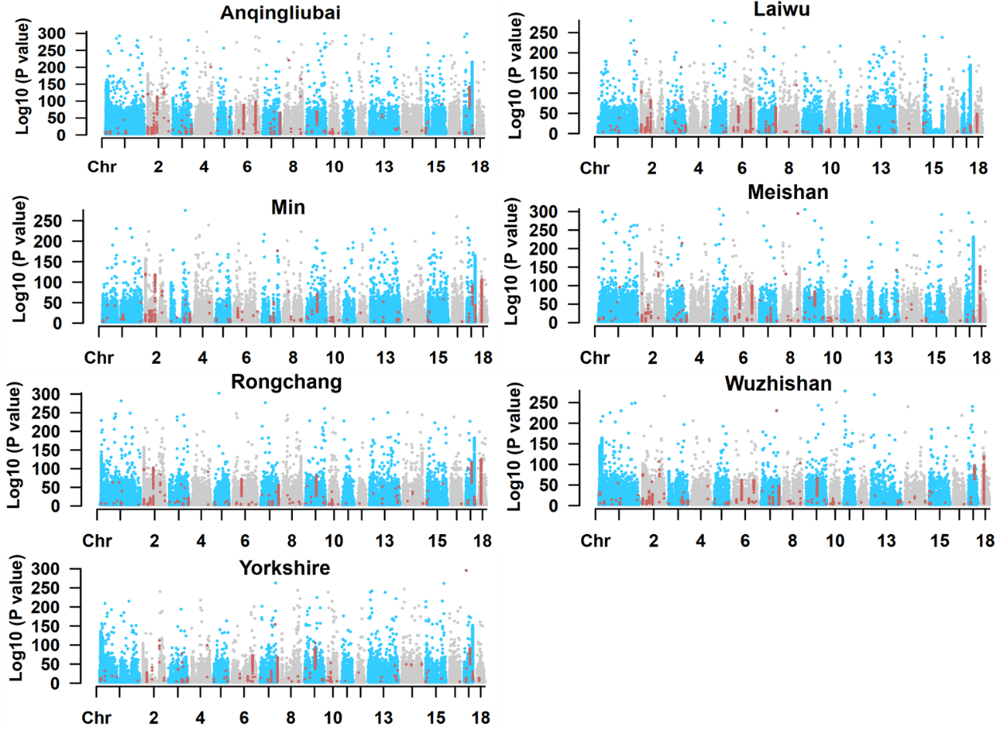 Anqingliubai
Log10 (P value)
300
250
200
150
100
50
0
Chr 2 4 6 8 10 13 15 18
Laiwu
Log10 (P value)
250
200
150
100
50
0
Chr 2 4 6 8 10 13 15 18
Min
Log10 (P value)
250
200
150
100
50
0
Chr 2 4 6 8 10 13 15 18
Meishan
Log10 (P value)
300
250
200
150
100
50
0
Chr 2 4 6 8 10 13 15 18
Rongchang
Log10 (P value)
300
250
200
150
100
50
0
Chr 2 4 6 8 10 13 15 18
Wuzhishan
Log10 (P value)
250
200
150
100
50
0
Chr 2 4 6 8 10 13 15 18
Yorkshire
Log10 (P value)
300
250
200
150
100
50
0
Chr 2 4 6 8 10 13 15 18